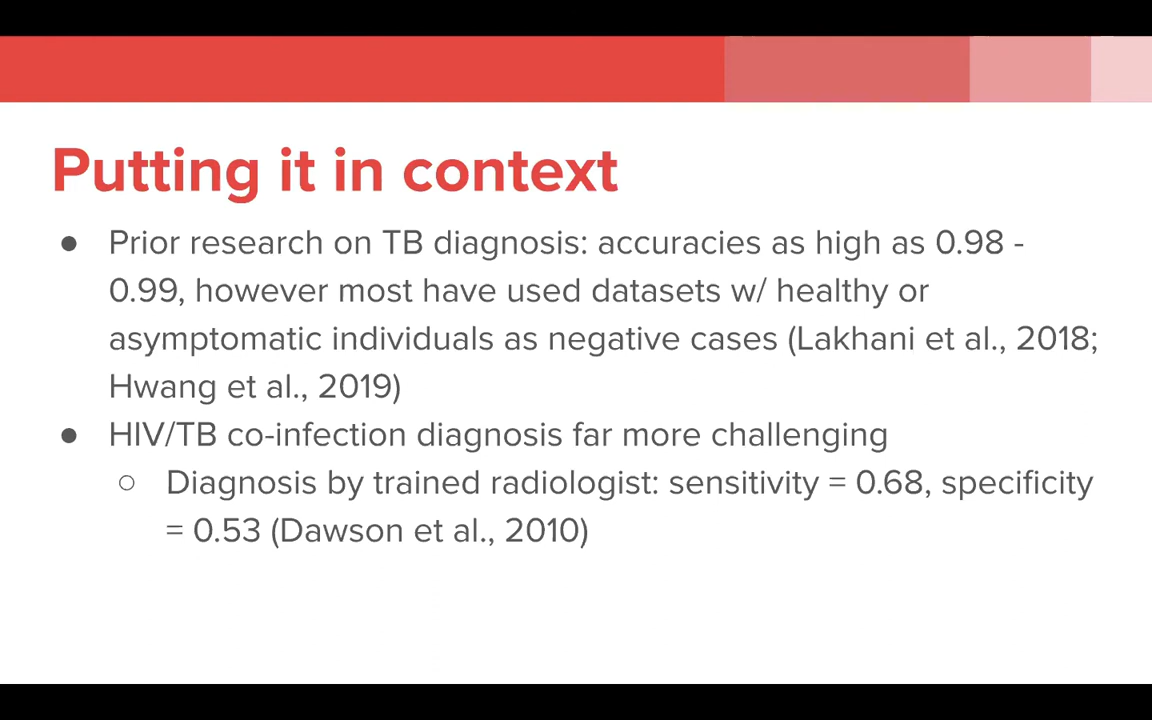 Putting it in context
● Prior research on TB diagnosis: accuracies as high as 0.98 -
0.99, however most have used datasets w/ healthy or
asymptomatic individuals as negative cases (Lakhani et al., 2018;
Hwang et al., 2019)
● HIV/TB co-infection diagnosis far more challenging
○ Diagnosis by trained radiologist: sensitivity = 0.68, specificity
= 0.53 (Dawson et al., 2010)